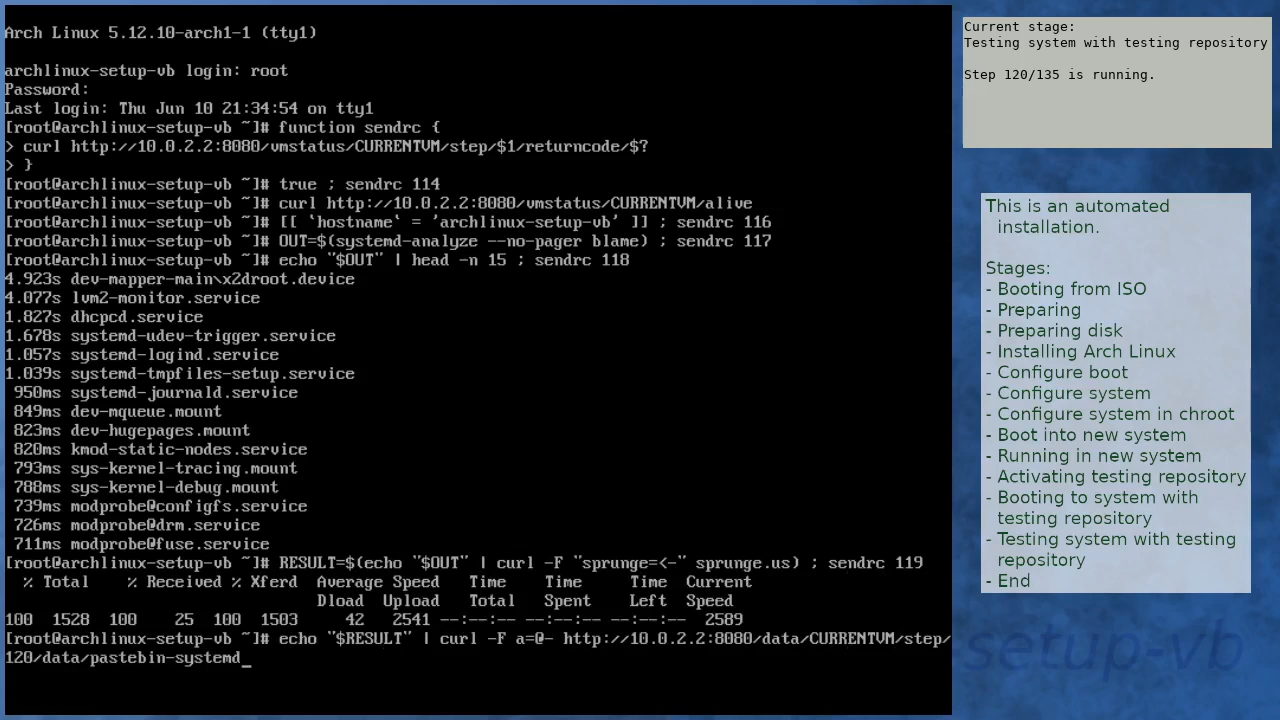 Arch Linux 5.12.10-arch1-1 (tty1)
archlinux-setup-vb login: root
Password:
Last login: Thu Jun 10 21:34:54 on tty1
[root@archlinux-setup-vb ~]# function sendrc {
> curl http://10.0.2.2:8080/vmstatus/CURRENTVM/step/$1/returncode/$?
> }
[root@archlinux-setup-vb ~]# true ; sendrc 114
[root@archlinux-setup-vb ~]# curl http://10.0.2.2:8080/vmstatus/CURRENTVM/alive
[root@archlinux-setup-vb ~]# [[ `hostname` = 'archlinux-setup-vb' ]] ; sendrc 116
[root@archlinux-setup-vb ~]# OUT=$(systemd-analyze --no-pager blame) ; sendrc 117
[root@archlinux-setup-vb ~]# echo "$OUT" | head -n 15 ; sendrc 118
4.923s dev-mapper-main\x2droot.device
4.077s lvm2-monitor.service
1.827s dhcpcd.service
1.678s systemd-udev-trigger.service
1.057s systemd-logind.service
1.039s systemd-tmpfiles-setup.service
950ms systemd-journald.service
849ms dev-mqueue.mount
823ms dev-hugepages.mount
820ms kmod-static-nodes.service
793ms sys-kernel-tracing.mount
788ms sys-kernel-debug.mount
739ms modprobe@configfs.service
726ms modprobe@drm.service
711ms modprobe@fuse.service
[root@archlinux-setup-vb ~]# RESULT=$(echo "$OUT" | curl -F "sprunge=<-" sprunge.us) ; sendrc 119
% Total % Received % Xferd Average Speed Time Time Time Current
Dload Upload Total Spent Left Speed
100 1528 100 25 100 1503 42 2541 --:--:-- --:--:-- --:--:-- 2589
[root@archlinux-setup-vb ~]# echo "$RESULT" | curl -F a=@- http://10.0.2.2:8080/data/CURRENTVM/step/
120/data/pastebin-systemd_
Current stage:
Testing system with testing repository
Step 120/135 is running.
This is an automated
installation.
Stages:
- Booting from ISO
- Preparing
- Preparing disk
- Installing Arch Linux
- Configure boot
- Configure system
- Configure system in chroot
- Boot into new system
- Running in new system
- Activating testing repository
- Booting to system with
testing repository
- Testing system with testing
repository
- End
setup-vb